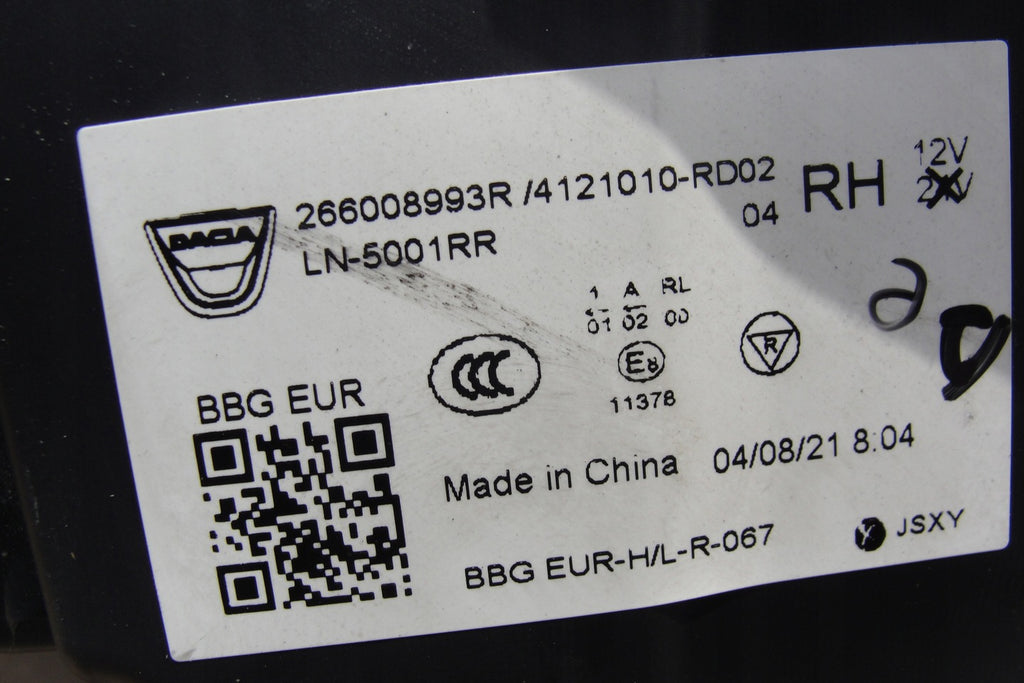 DACIA
266008993R /4121010-RD02
04
LN-5001RR
RH
12V
1 A RL
01 02 00
E8
11378
CCC
R
BBG EUR
Made in China 04/08/21 8:04
BBG EUR-H/L-R-067
JSXY